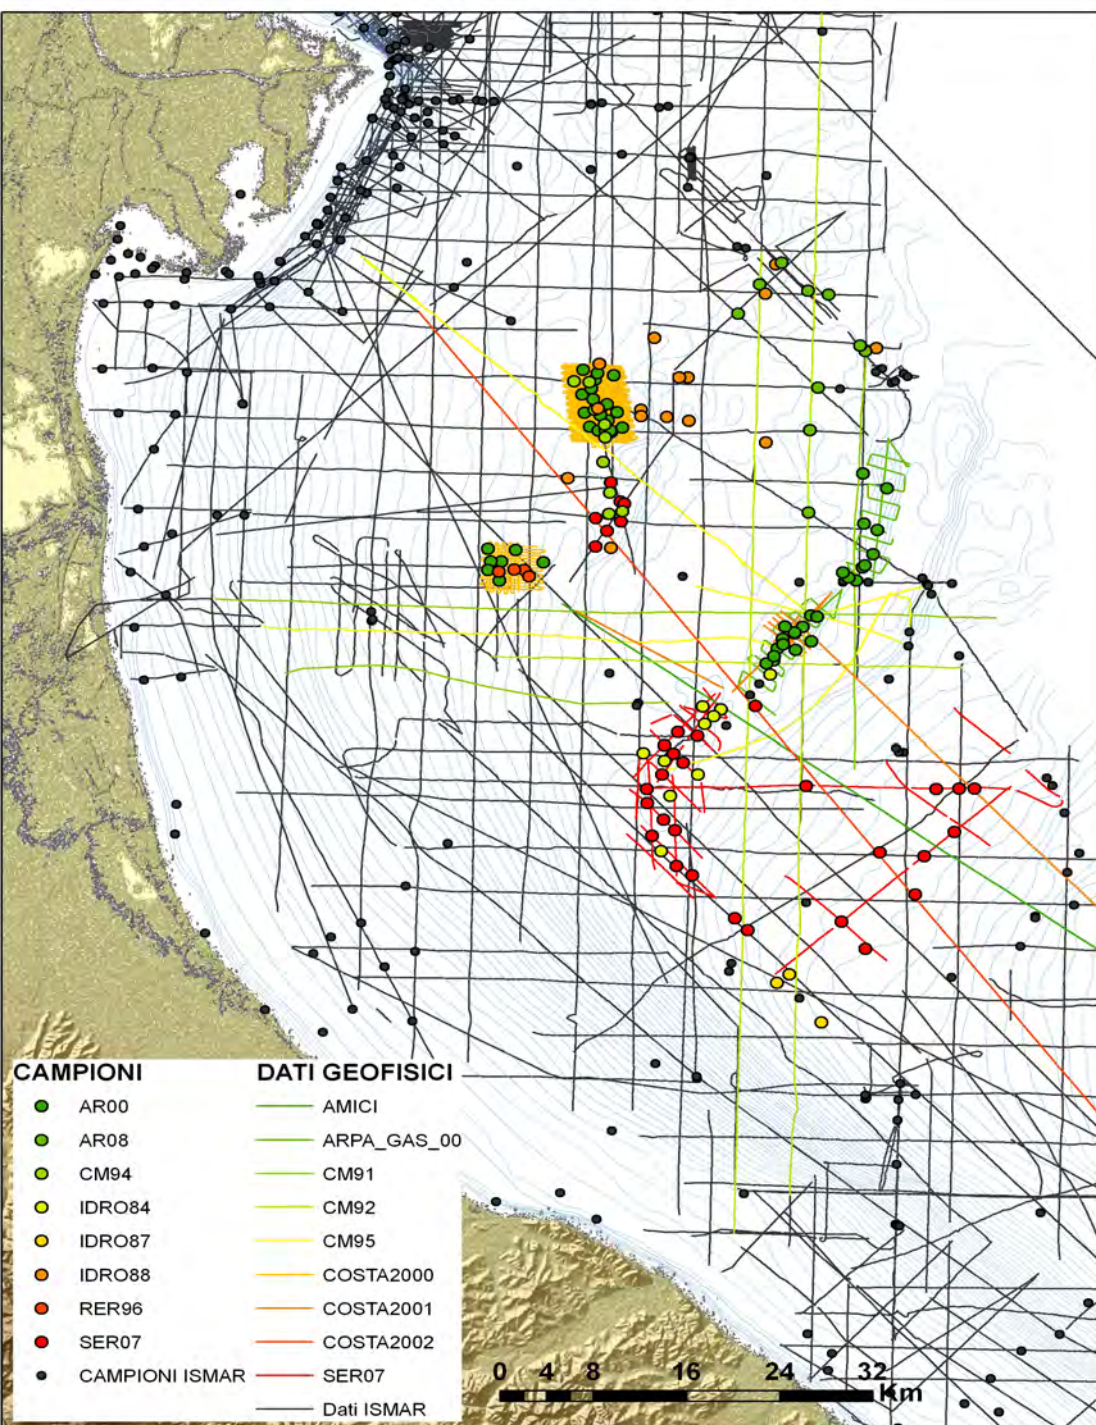 CAMPIONI
AR00
AR08
CM94
IDRO84
IDRO87
IDRO88
RER96
SER07
CAMPIONI ISMAR
DATI GEOFISICI
AMICI
ARPA_GAS_00
CM91
CM92
CM95
COSTA2000
COSTA2001
COSTA2002
SER07
Dati ISMAR
0 4 8 16 24 32
Km